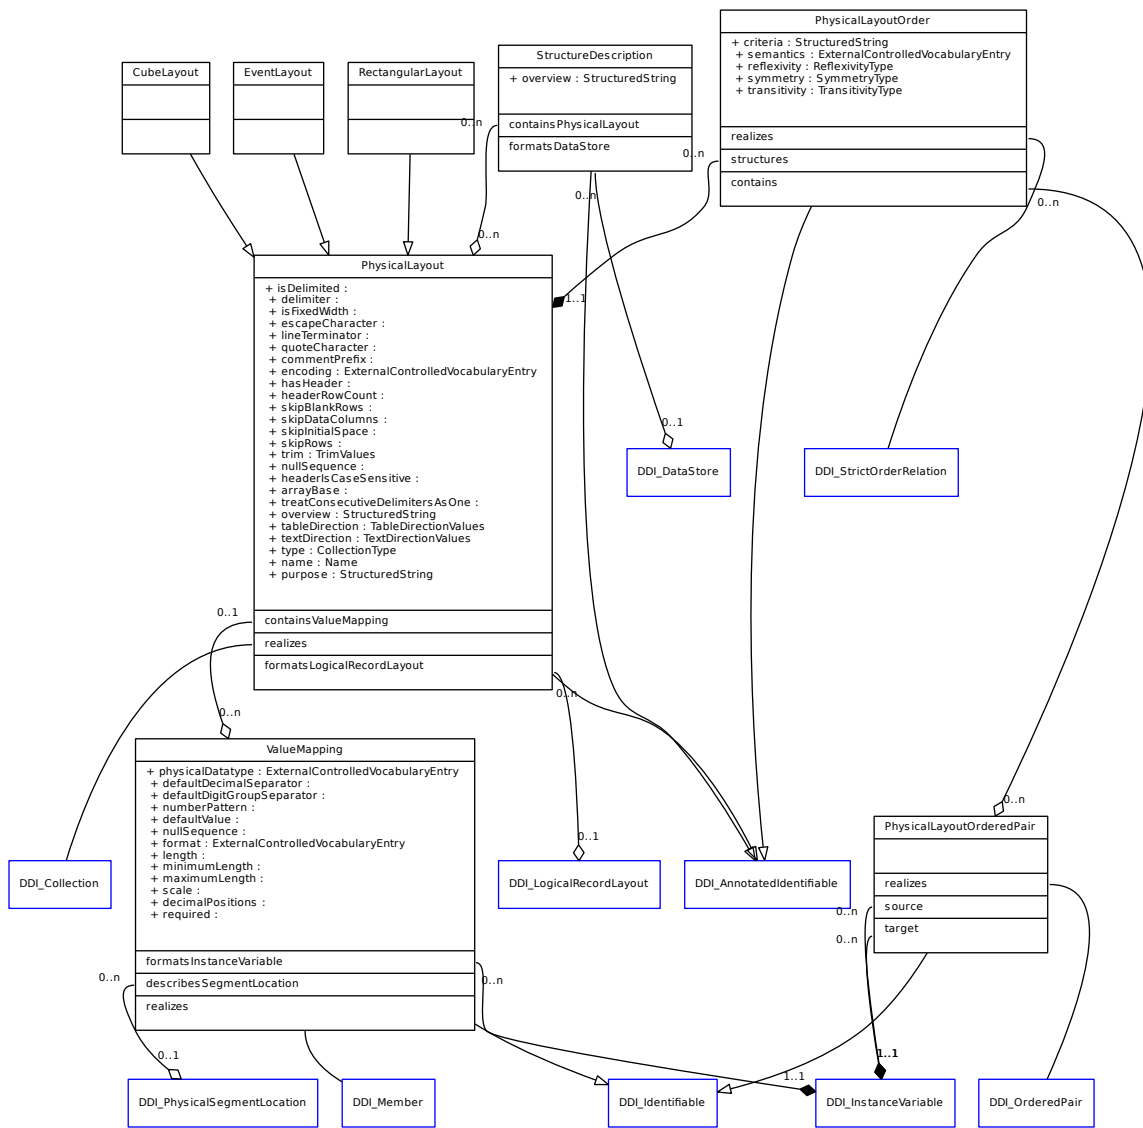 PhysicalLayoutOrder
+ criteria : StructuredString
+ semantics : ExternalControlledVocabularyEntry
+ reflexivity : ReflexivityType
+ symmetry : SymmetryType
+ transitivity : TransitivityType
realizes
structures
contains
0..n
0..n
StructureDescription
+ overview : StructuredString
containsPhysicalLayout
formatsDataStore
0..n
0..n
CubeLayout
EventLayout
RectangularLayout
0..n
PhysicalLayout
+ isDelimited :
+ delimiter :
+ isFixedWidth :
+ escapeCharacter :
+ lineTerminator :
+ quoteCharacter :
+ commentPrefix :
+ encoding : ExternalControlledVocabularyEntry
+ hasHeader :
+ headerRowCount :
+ skipBlankRows :
+ skipDataColumns :
+ skipInitialSpace :
+ skipRows :
+ trim : TrimValues
+ nullSequence :
+ headerIsCaseSensitive :
+ arrayBase :
+ treatConsecutiveDelimitersAsOne :
+ overview : StructuredString
+ tableDirection : TableDirectionValues
+ textDirection : TextDirectionValues
+ type : CollectionType
+ name : Name
+ purpose : StructuredString
containsValueMapping
realizes
formatsLogicalRecordLayout
1..1
0..1
DDI_DataStore
DDI_StrictOrderRelation
0..1
0..n
0..n
ValueMapping
+ physicalDatatype : ExternalControlledVocabularyEntry
+ defaultDecimalSeparator :
+ defaultDigitGroupSeparator :
+ numberPattern :
+ defaultValue :
+ nullSequence :
+ format : ExternalControlledVocabularyEntry
+ length :
+ minimumLength :
+ maximumLength :
+ scale :
+ decimalPositions :
+ required :
formatsInstanceVariable
describesSegmentLocation
realizes
0..n
PhysicalLayoutOrderedPair
realizes
source
target
0..1
DDI_Collection
DDI_LogicalRecordLayout
DDI_AnnotatedIdentifiable
0..n
0..n
0..n
0..n
0..1
1..1
1..1
1..1
DDI_PhysicalSegmentLocation
DDI_Member
DDI_Identifiable
DDI_InstanceVariable
DDI_OrderedPair